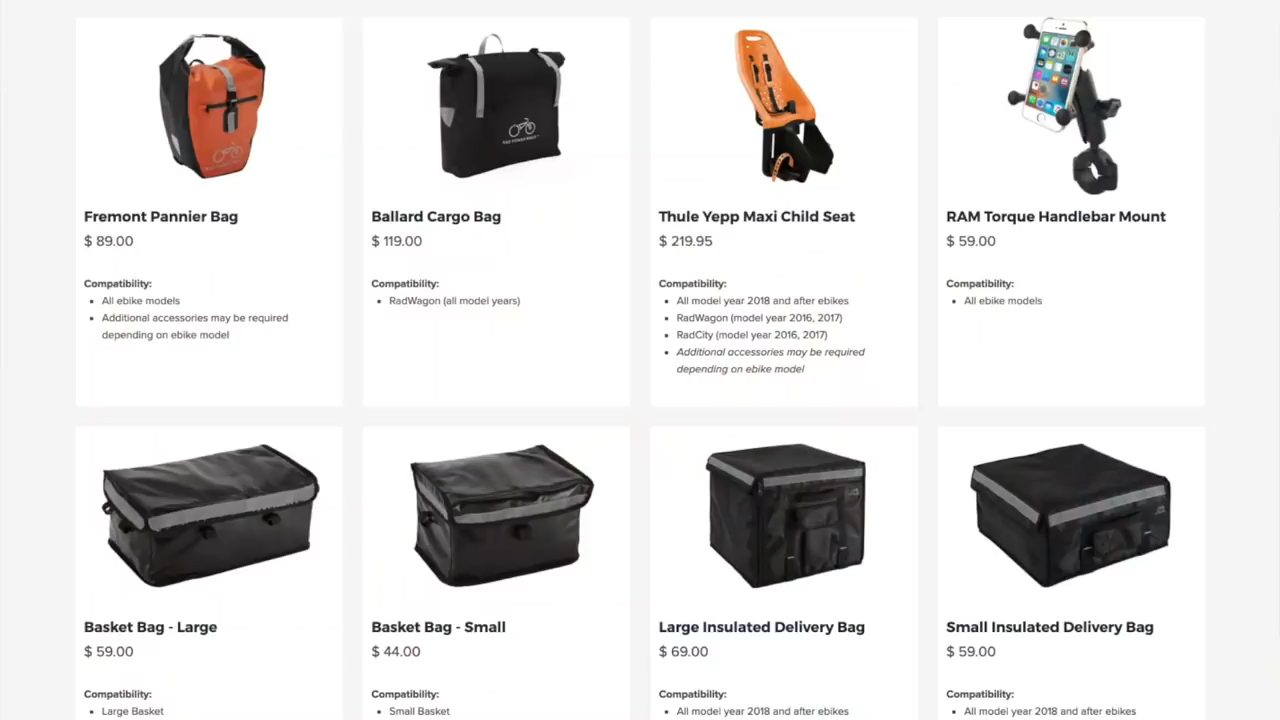 Fremont Pannier Bag
$ 89.00
Compatibility:
All ebike models
Additional accessories may be required
depending on ebike model
Ballard Cargo Bag
$ 119.00
Compatibility:
RadWagon (all model years)
Thule Yepp Maxi Child Seat
$ 219.95
Compatibility:
All model year 2018 and after ebikes
RadWagon (model year 2016, 2017)
RadCity (model year 2016, 2017)
Additional accessories may be required
depending on ebike model
RAM Torque Handlebar Mount
$ 59.00
Compatibility:
All ebike models
Basket Bag - Large
$ 59.00
Compatibility:
Large Basket
Basket Bag - Small
$ 44.00
Compatibility:
Small Basket
Large Insulated Delivery Bag
$ 69.00
Compatibility:
All model year 2018 and after ebikes
Small Insulated Delivery Bag
$ 59.00
Compatibility:
All model year 2018 and after ebikes